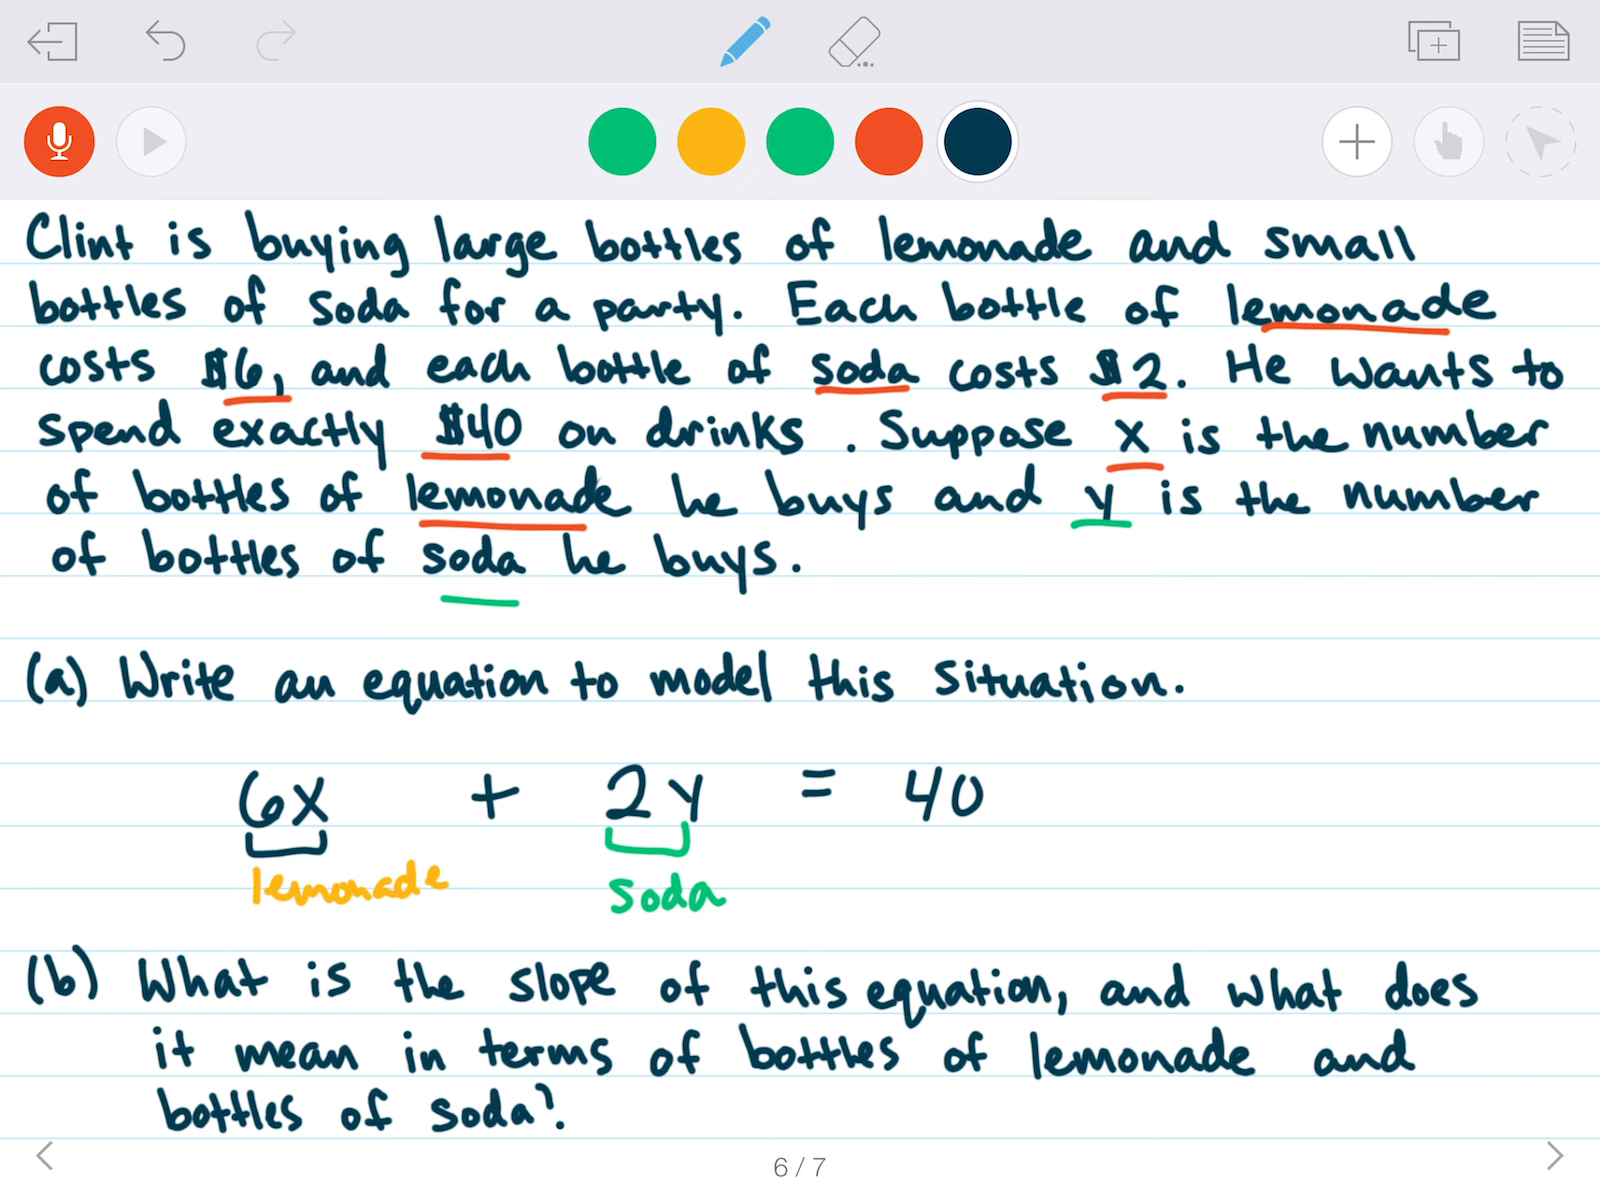 Clint is buying large bottles of lemonade and small
bottles of soda for a party. Each bottle of lemonade
costs $6, and each bottle of soda costs $2. He wants to
spend exactly $40 on drinks. Suppose x is the number
of bottles of lemonade he buys and y is the number
of bottles of soda he buys.
(a) Write an equation to model this situation.
6x + 2y = 40
lemonade soda
(b) What is the slope of this equation, and what does
it mean in terms of bottles of lemonade and
bottles of soda?
6 / 7